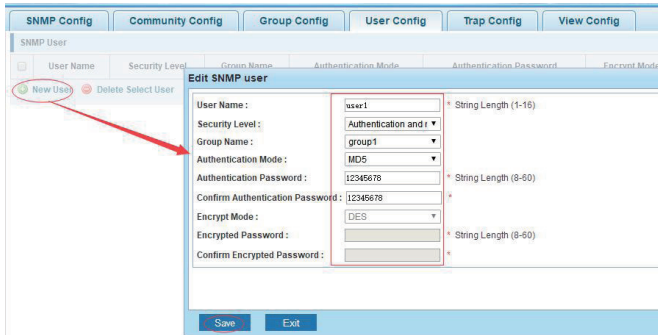 SNMP Config Community Config Group Config User Config Trap Config View Config
SNMP User
User Name Security Level Group Name Authentication Mode Authentication Password Encrypt Mode
New User Delete Select User
Edit SNMP user
User Name : user1 * String Length (1-16)
Security Level : Authentication and r
Group Name : group1
Authentication Mode : MD5
Authentication Password : 12345678 * String Length (8-60)
Confirm Authentication Password : 12345678 *
Encrypt Mode : DES
Encrypted Password : * String Length (8-60)
Confirm Encrypted Password : *
Save Exit